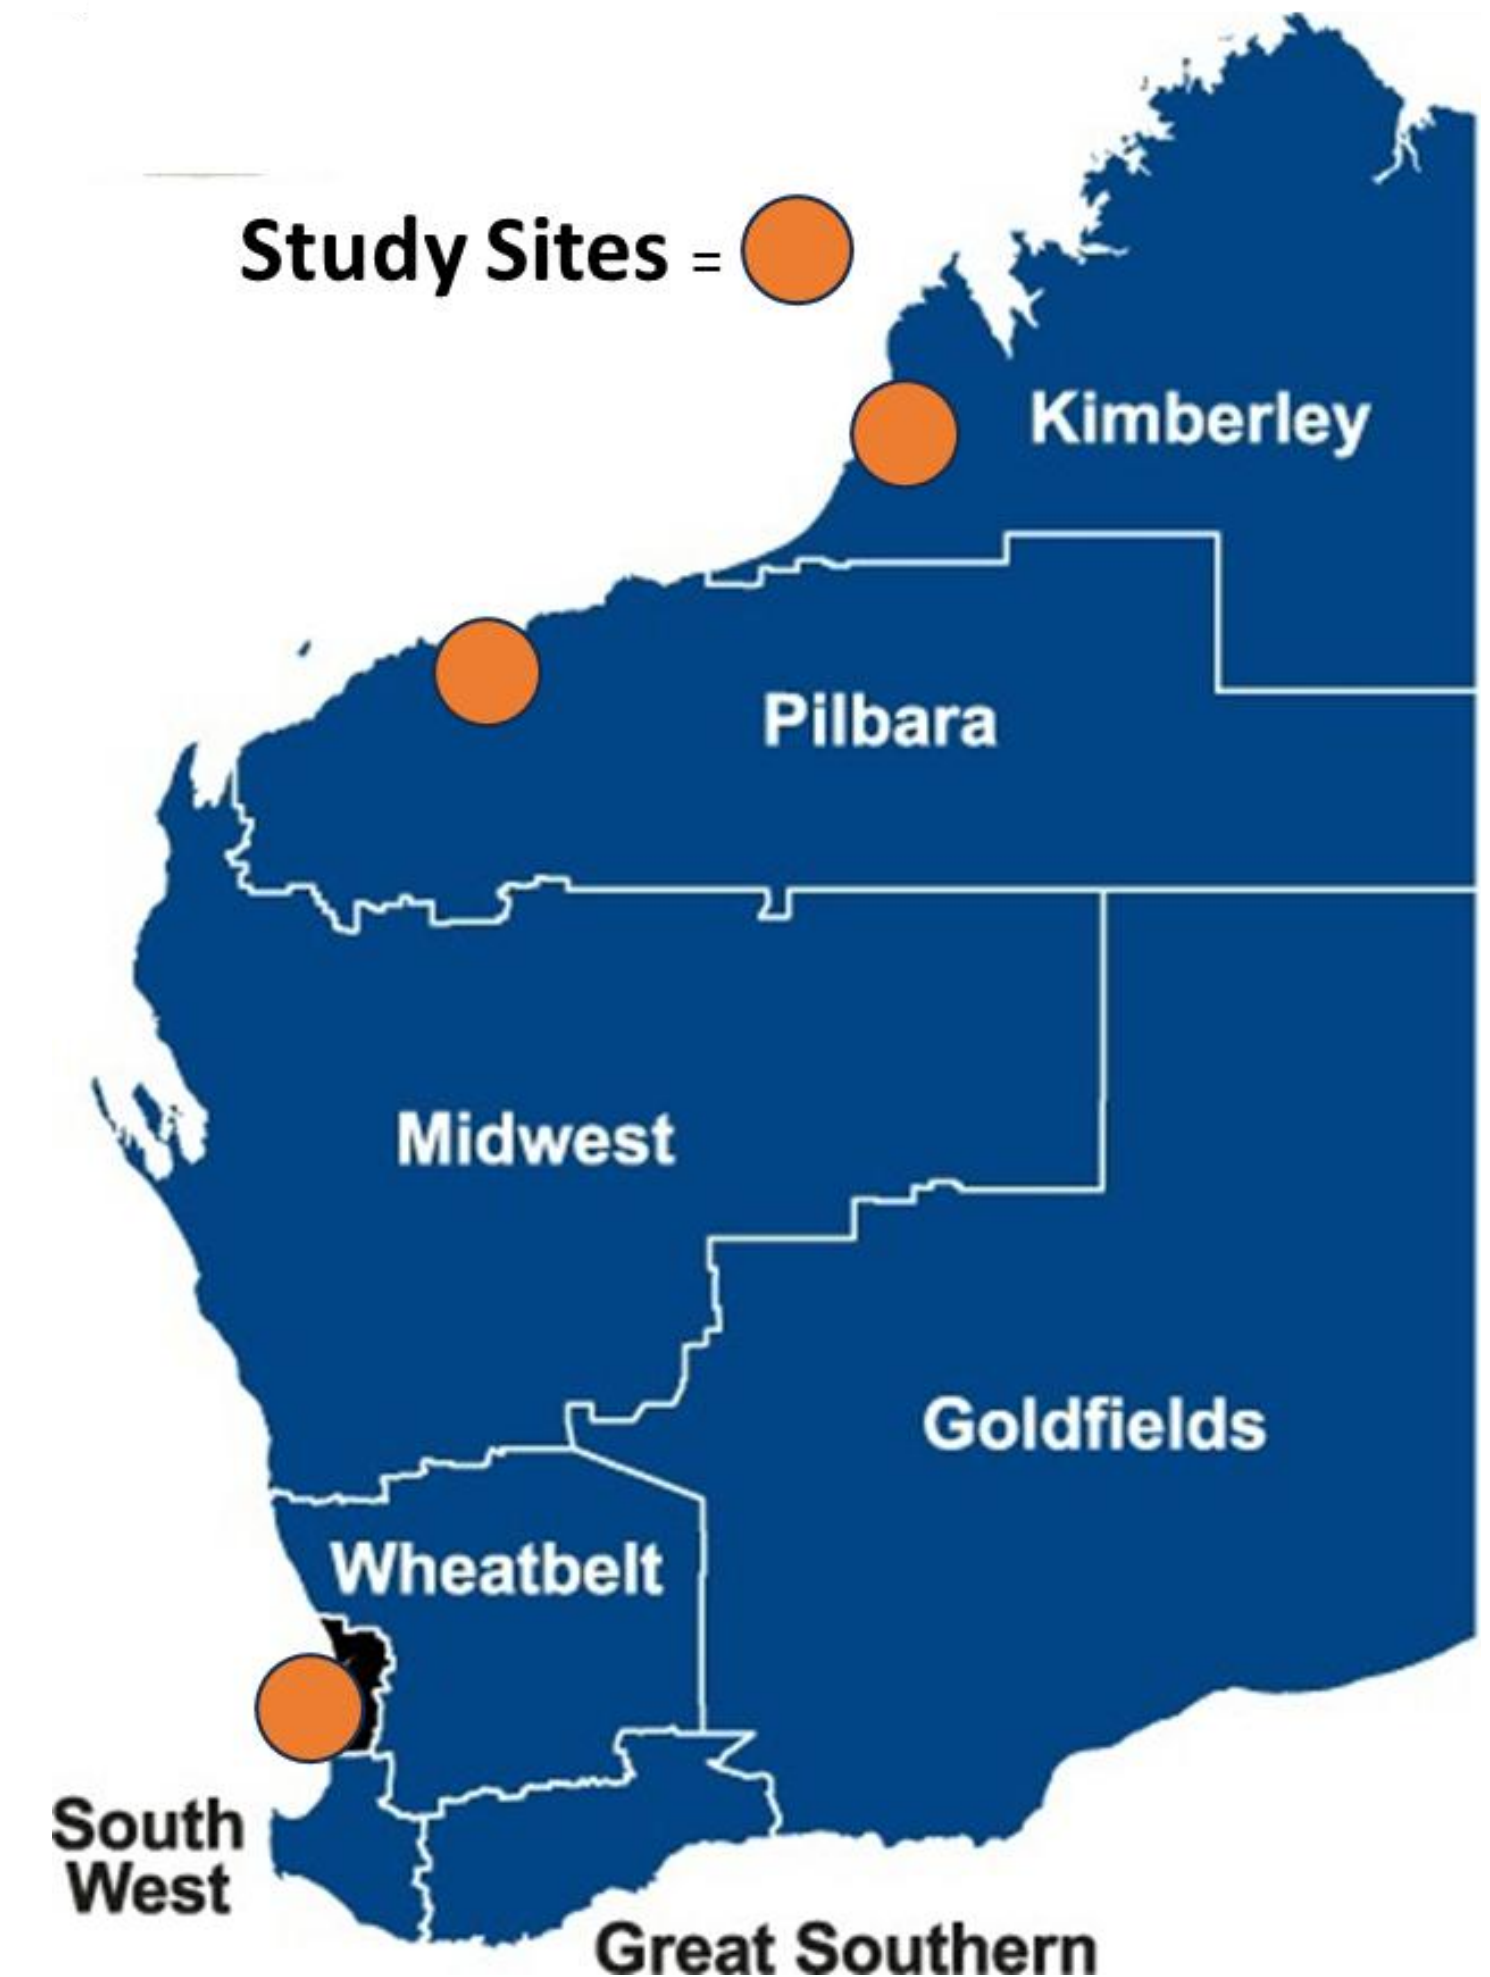 Study Sites =
Kimberley
Pilbara
Midwest
Goldfields
Wheatbelt
South
West
Great Southern